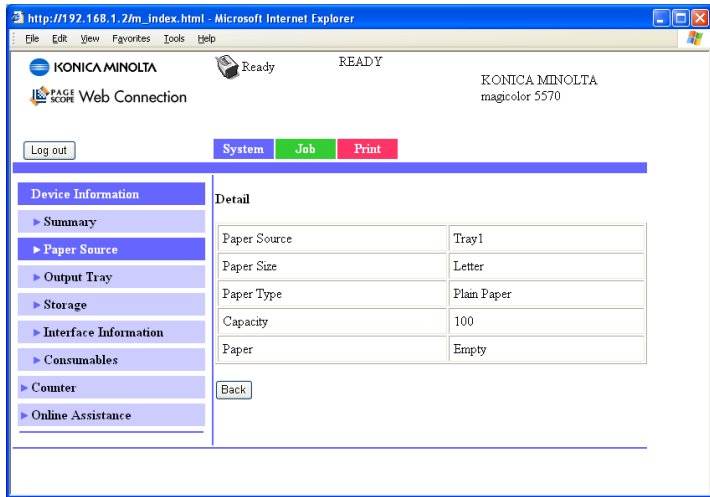 http://192.168.1.2/m_index.html - Microsoft Internet Explorer
File Edit View Favorites Tools Help
KONICA MINOLTA
Ready
READY
KONICA MINOLTA
magicolor 5570
PAGE SCOPE Web Connection
Log out
System Job Print
Device Information
Summary
Paper Source
Output Tray
Storage
Interface Information
Consumables
Counter
Online Assistance
Detail
Paper Source Tray1
Paper Size Letter
Paper Type Plain Paper
Capacity 100
Paper Empty
Back